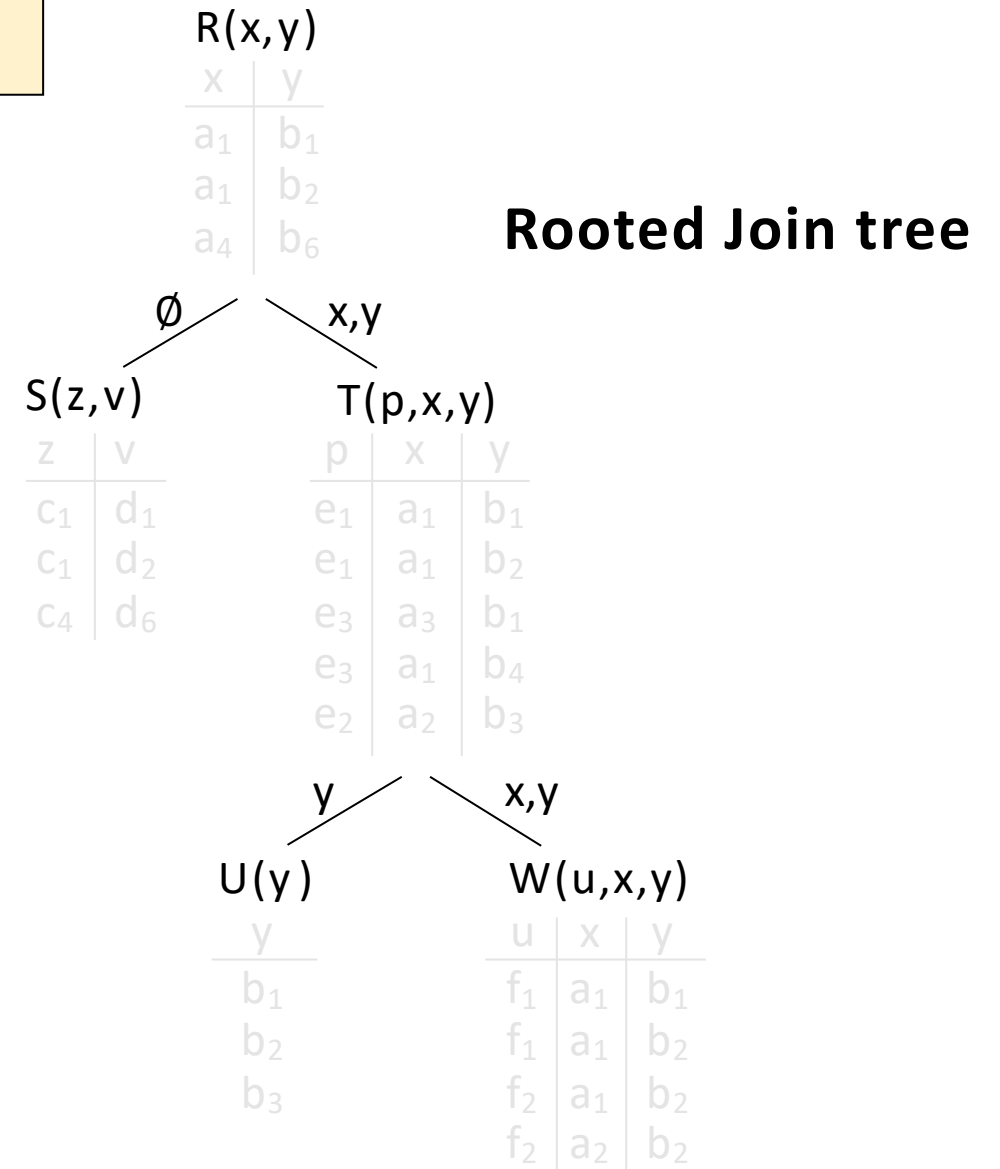 R(x,y)
x y
a₁ b₁
a₁ b₂
a₄ b₆
Rooted Join tree
∅ x,y
S(z,v) T(p,x,y)
z v p x y
c₁ d₁ e₁ a₁ b₁
c₁ d₂ e₁ a₁ b₂
c₄ d₆ e₃ a₃ b₁
e₃ a₁ b₄
e₂ a₂ b₃
y x,y
U(y) W(u,x,y)
y u x y
b₁ f₁ a₁ b₁
b₂ f₁ a₁ b₂
b₃ f₂ a₁ b₂
f₂ a₂ b₂